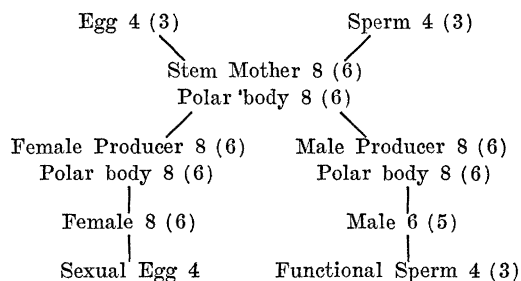 Egg 4 (3) Sperm 4 (3)
Stem Mother 8 (6)
Polar body 8 (6)
Female Producer 8 (6) Male Producer 8 (6)
Polar body 8 (6) Polar body 8 (6)
Female 8 (6) Male 6 (5)
Sexual Egg 4 Functional Sperm 4 (3)